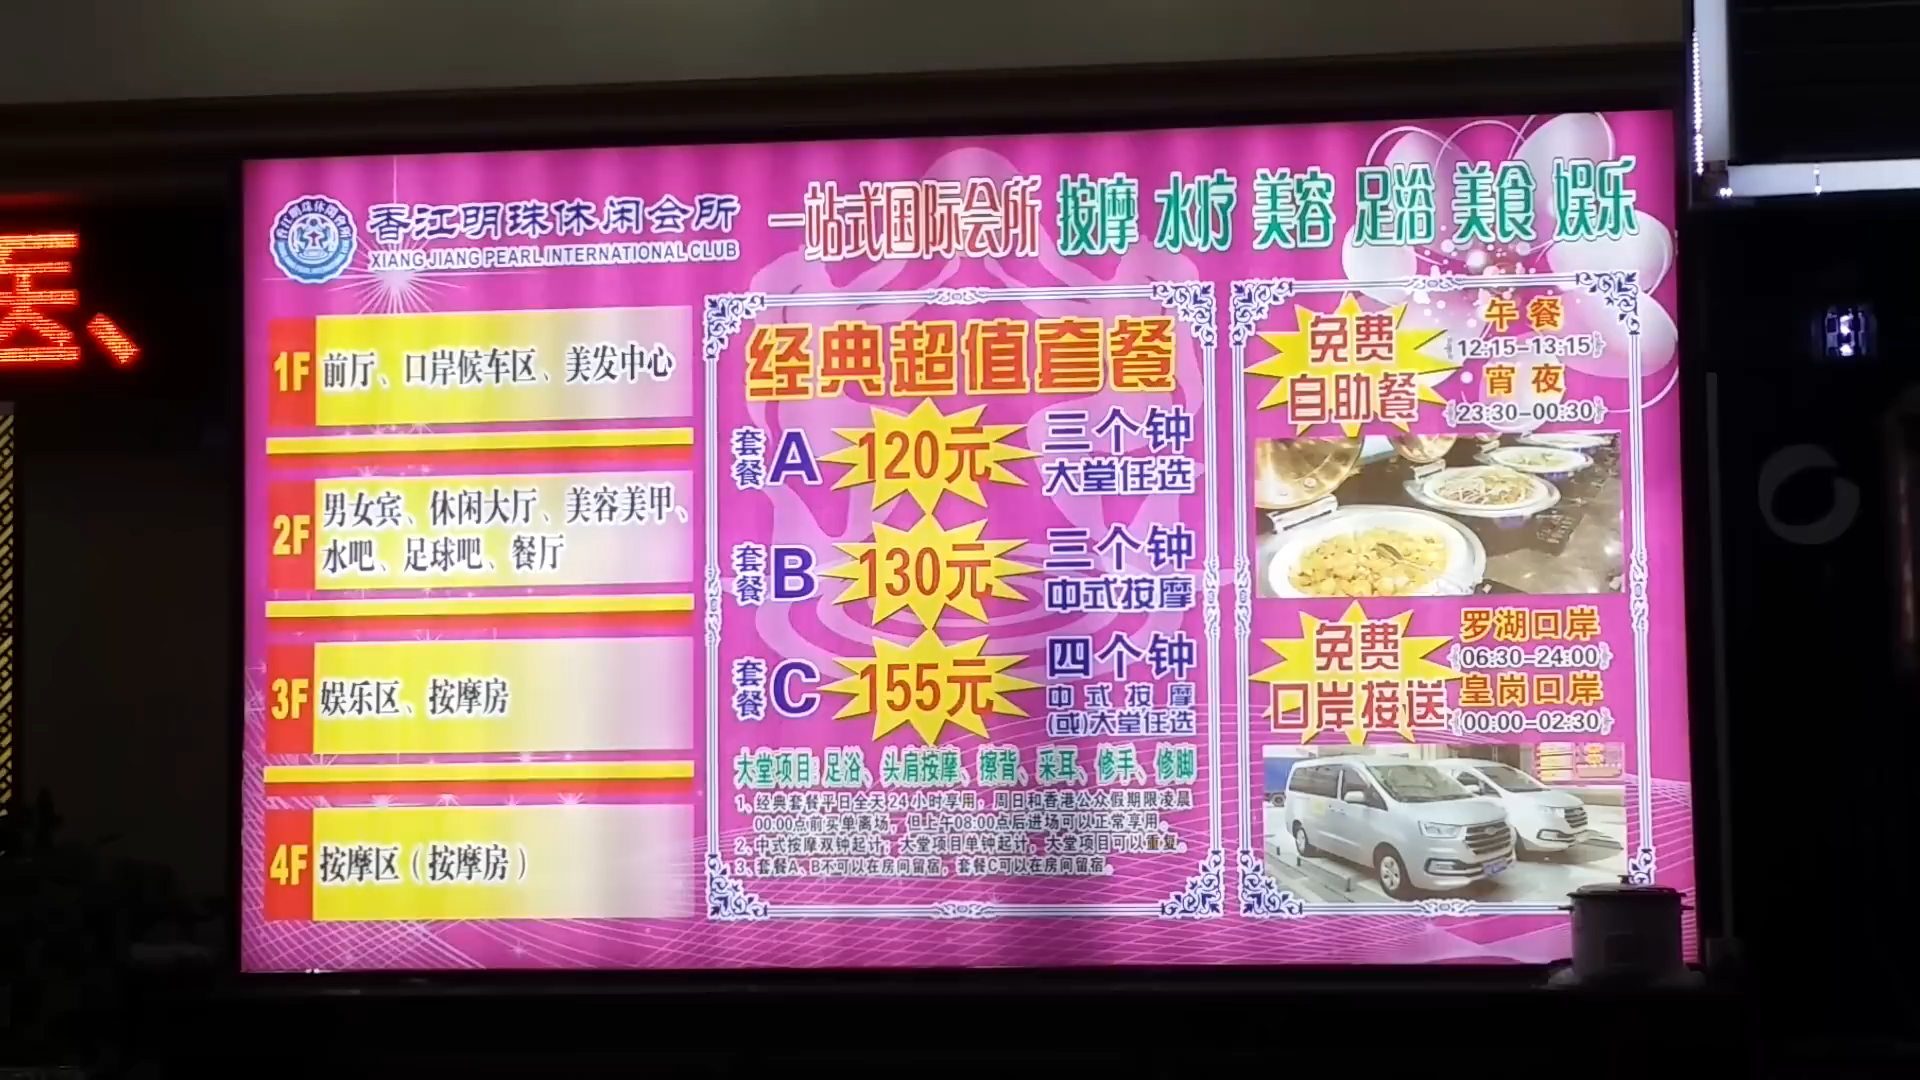 香江明珠休闲会所
XIANG JIANG PEARL INTERNATIONAL CLUB
一站式国际会所 按摩 水疗 美容 足浴 美食 娱乐
1F 前厅、口岸候车区、美发中心
2F 男女宾、休闲大厅、美容美甲、
水吧、足球吧、餐厅
3F 娱乐区、按摩房
4F 按摩区(按摩房)
经典超值套餐
套餐A 120元 三个钟
大堂任选
套餐B 130元 三个钟
中式按摩
套餐C 155元 四个钟
中式按摩
(或)大堂任选
大堂项目:足浴、头肩按摩、擦背、采耳、修手、修脚
1、经典套餐平日全天24小时享用,周日和香港公众假期限凌晨
00:00点前买单离场,但上午08:00点后进场可以正常享用。
2、中式按摩双钟起计;大堂项目单钟起计,大堂项目可以重复。
3、套餐A、B不可以在房间留宿,套餐C可以在房间留宿。
免费
自助餐
午餐
12:15-13:15
宵夜
23:30-00:30
免费
口岸接送
罗湖口岸
06:30-24:00
皇岗口岸
00:00-02:30
医、